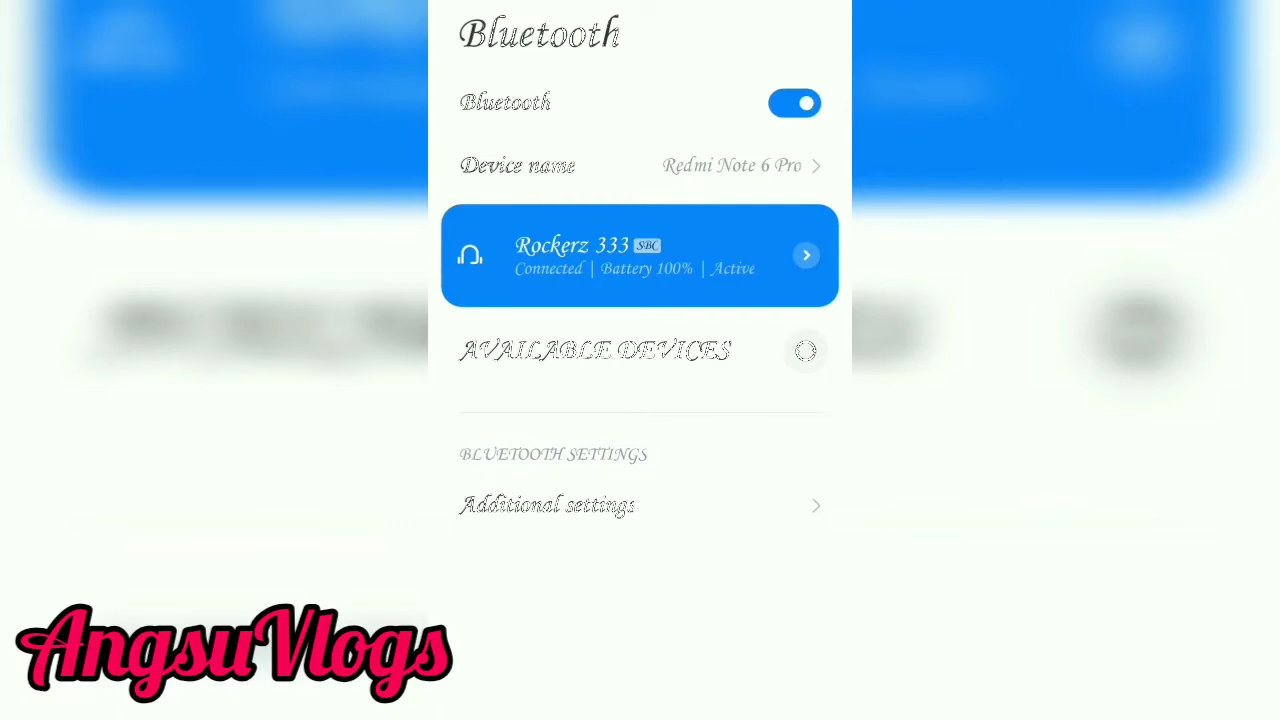 Bluetooth
Bluetooth
Device name Redmi Note 6 Pro
Rockerz 333 SBC
Connected | Battery 100% | Active
AVAILABLE DEVICES
BLUETOOTH SETTINGS
Additional settings
AngsuVlogs